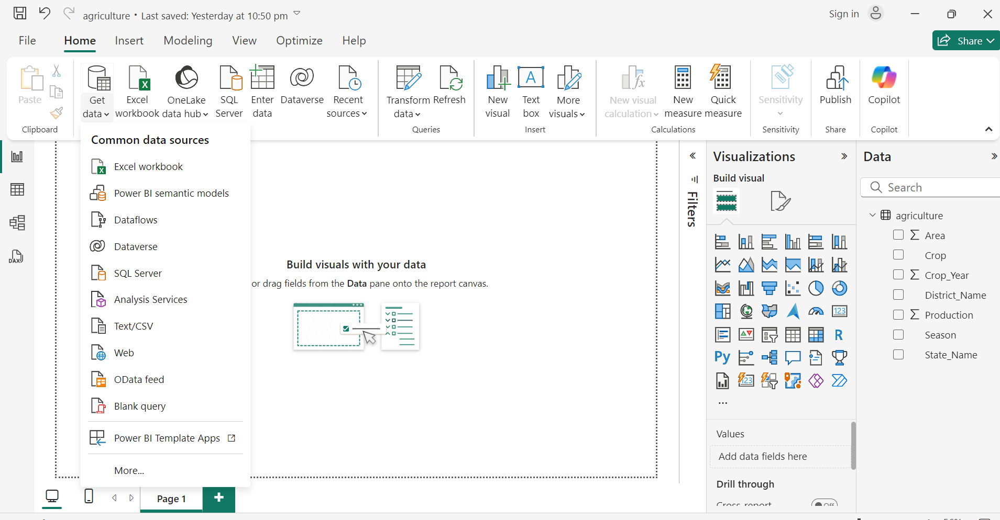 agriculture • Last saved: Yesterday at 10:50 pm
Sign in
File Home Insert Modeling View Optimize Help
Share
Paste
Clipboard
Get data
Excel workbook
OneLake data hub
SQL Server
Enter data
Dataverse
Recent sources
Transform data
Refresh
Queries
New visual
Text box
More visuals
Insert
New visual calculation
New measure
Quick measure
Calculations
Sensitivity
Sensitivity
Publish
Share
Copilot
Copilot
Common data sources
Excel workbook
Power BI semantic models
Dataflows
Dataverse
SQL Server
Analysis Services
Text/CSV
Web
OData feed
Blank query
Power BI Template Apps
More...
Build visuals with your data
or drag fields from the Data pane onto the report canvas.
Filters
Visualizations
Build visual
123
R
Py
123
...
Values
Add data fields here
Drill through
Cross-report
Off
Data
Search
agriculture
Σ Area
Crop
Σ Crop_Year
District_Name
Σ Production
Season
State_Name
DAX
Page 1
+